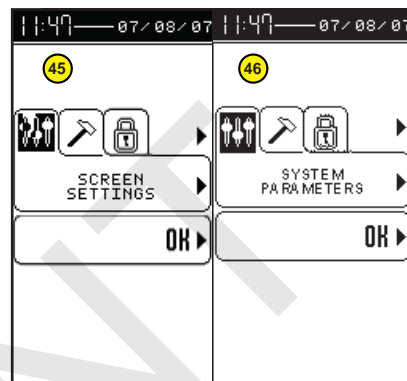 11:47 07/08/07
45
SCREEN
SETTINGS
OK
11:47 07/08/07
46
SYSTEM
PARAMETERS
OK